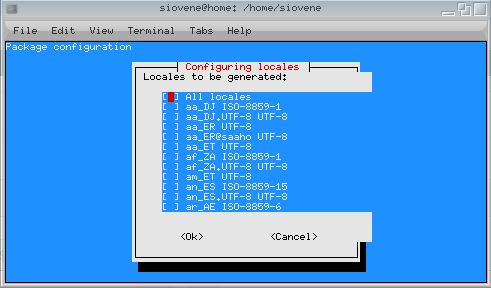 siovene@home: /home/siovene
File Edit View Terminal Tabs Help
Package configuration
Configuring locales
Locales to be generated:
[ ] All locales
[ ] aa_DJ ISO-8859-1
[ ] aa_DJ.UTF-8 UTF-8
[ ] aa_ER UTF-8
[ ] aa_ER@saaho UTF-8
[ ] aa_ET UTF-8
[ ] af_ZA ISO-8859-1
[ ] af_ZA.UTF-8 UTF-8
[ ] am_ET UTF-8
[ ] an_ES ISO-8859-15
[ ] an_ES.UTF-8 UTF-8
[ ] ar_AE ISO-8859-6
<Ok> <Cancel>